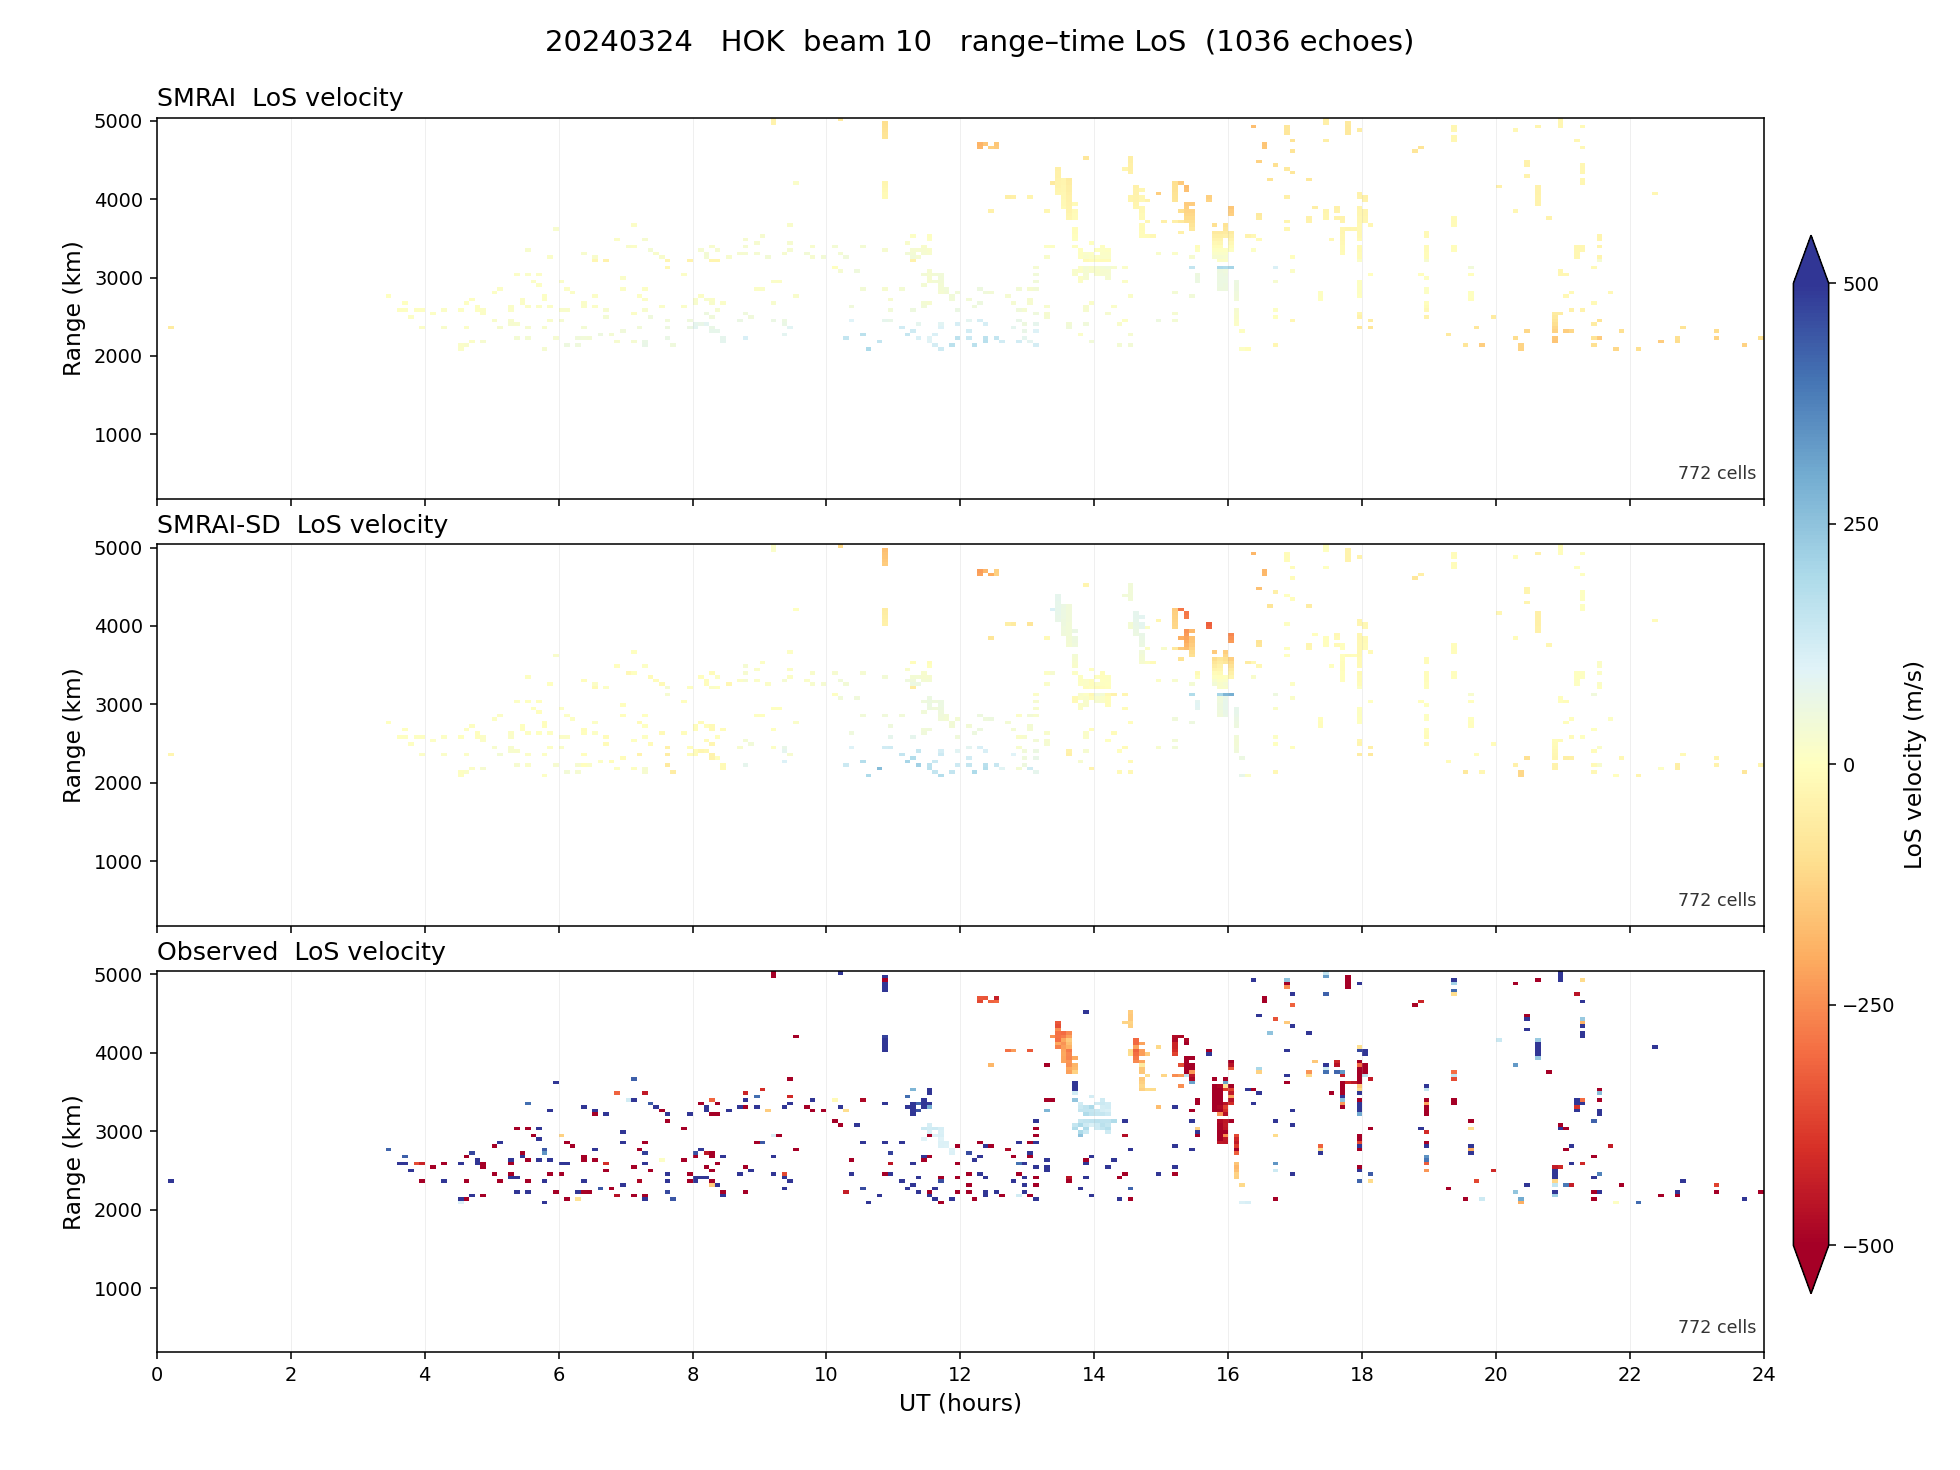 20240324 HOK beam 10 range–time LoS (1036 echoes)
SMRAI LoS velocity
5000
4000
3000
2000
1000
Range (km)
772 cells
SMRAI-SD LoS velocity
5000
4000
3000
2000
1000
Range (km)
772 cells
Observed LoS velocity
5000
4000
3000
2000
1000
Range (km)
772 cells
0 2 4 6 8 10 12 14 16 18 20 22 24
UT (hours)
500
250
0
−250
−500
LoS velocity (m/s)